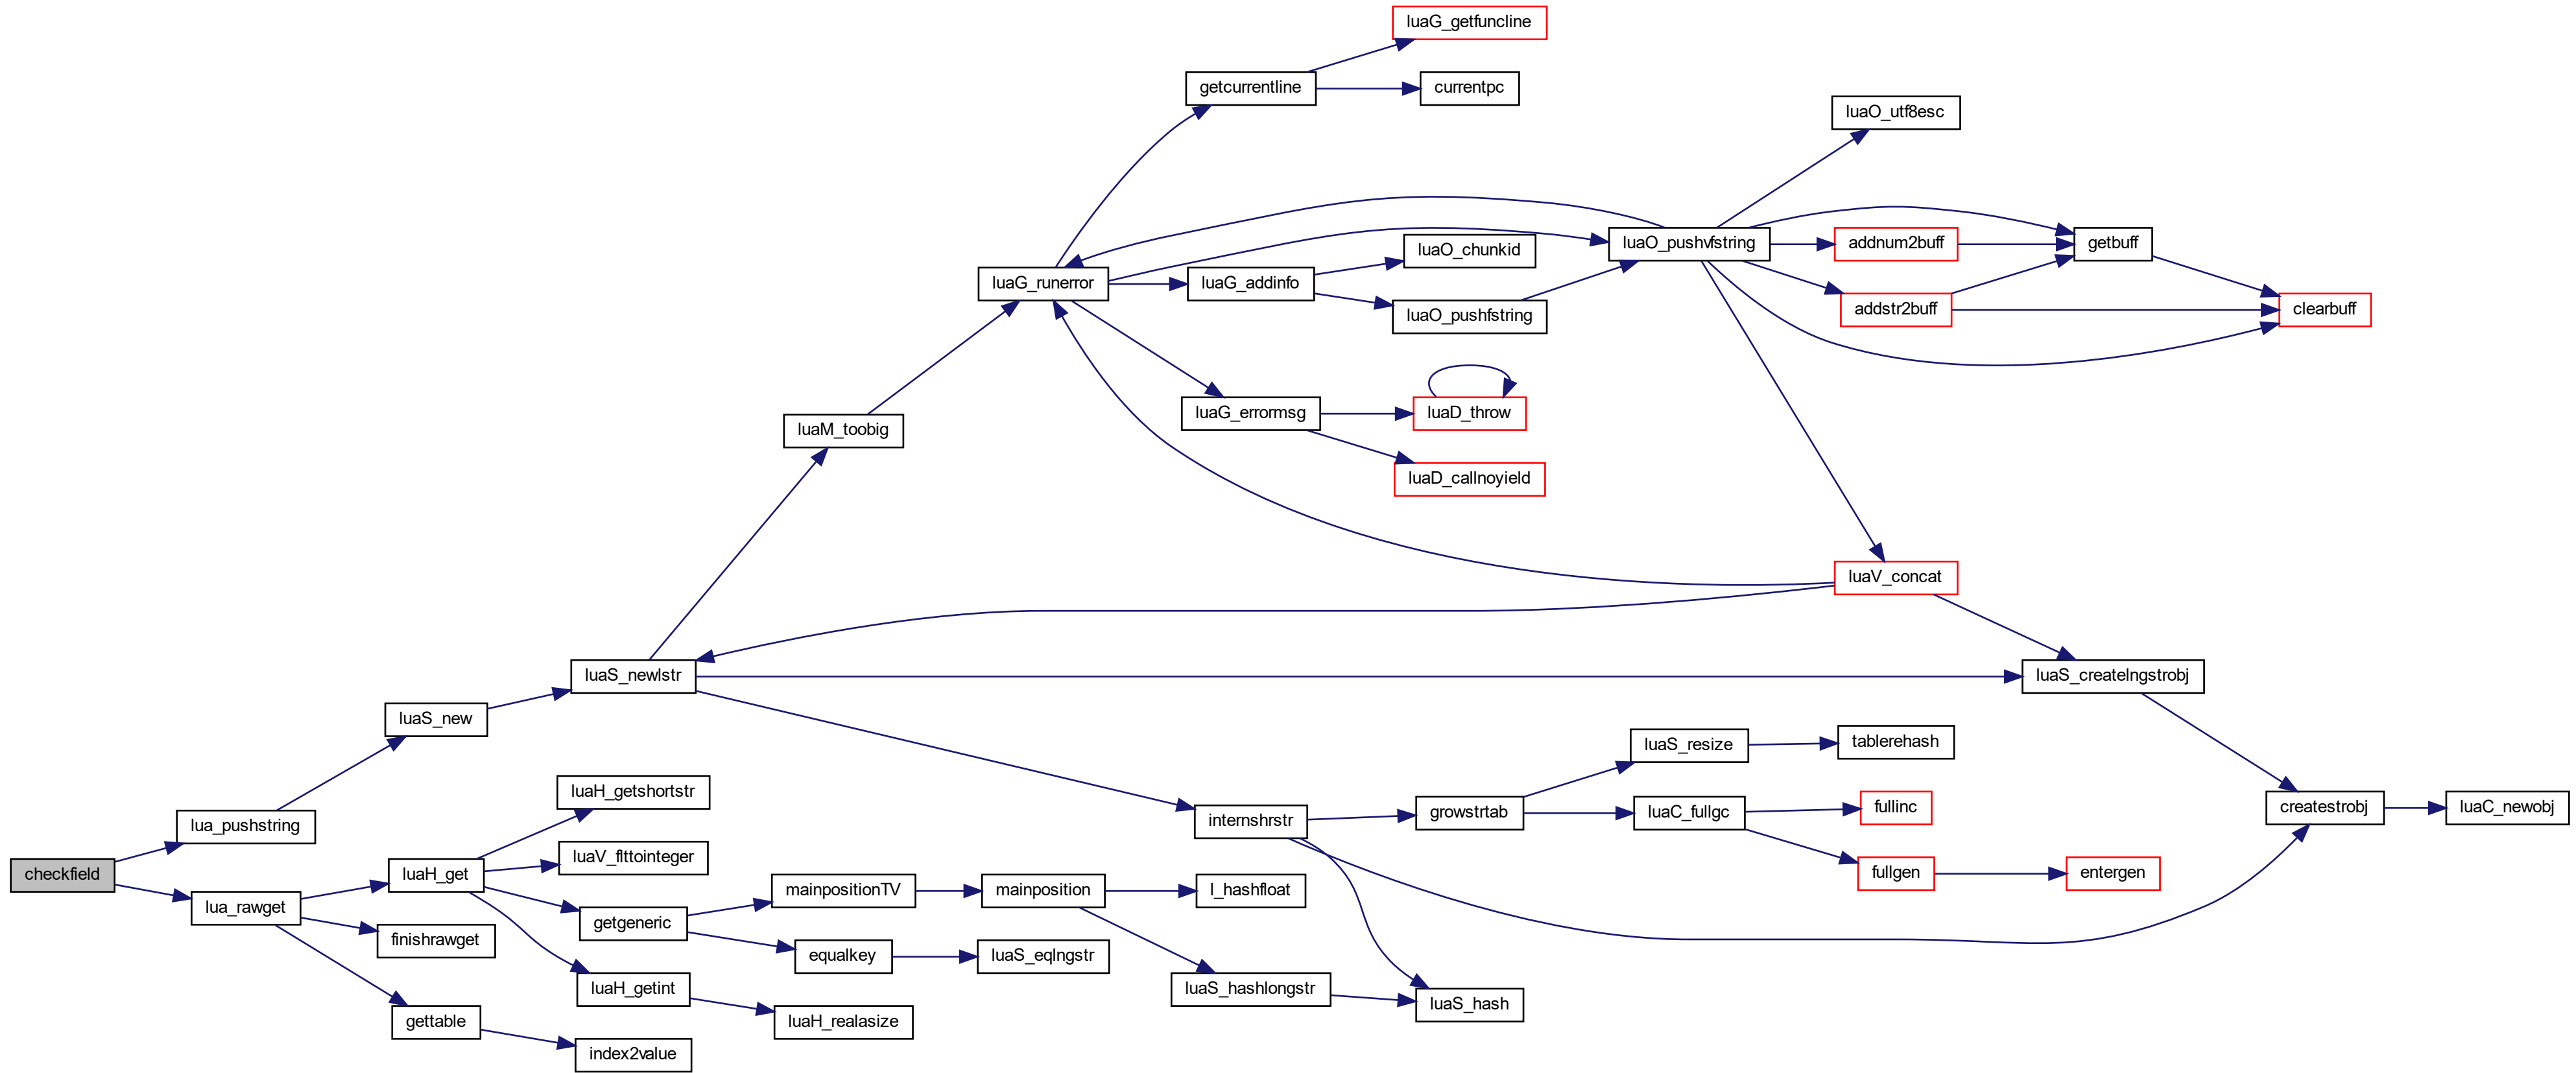 luaG_getfuncline
getcurrentline
currentpc
luaO_utf8esc
luaO_chunkid
luaO_pushvfstring
addnum2buff
getbuff
luaG_runerror
luaG_addinfo
luaO_pushfstring
addstr2buff
clearbuff
luaG_errormsg
luaD_throw
luaM_toobig
luaD_callnoyield
luaV_concat
luaS_newlstr
luaS_createlngstrobj
luaS_new
luaS_resize
tablerehash
luaH_getshortstr
lua_pushstring
internshrstr
growstrtab
luaC_fullgc
fullinc
createstrobj
luaC_newobj
luaV_flttointeger
checkfield
luaH_get
fullgen
entergen
mainpositionTV
mainposition
l_hashfloat
lua_rawget
getgeneric
finishrawget
equalkey
luaS_eqlngstr
luaH_getint
luaS_hashlongstr
luaS_hash
gettable
luaH_realasize
index2value